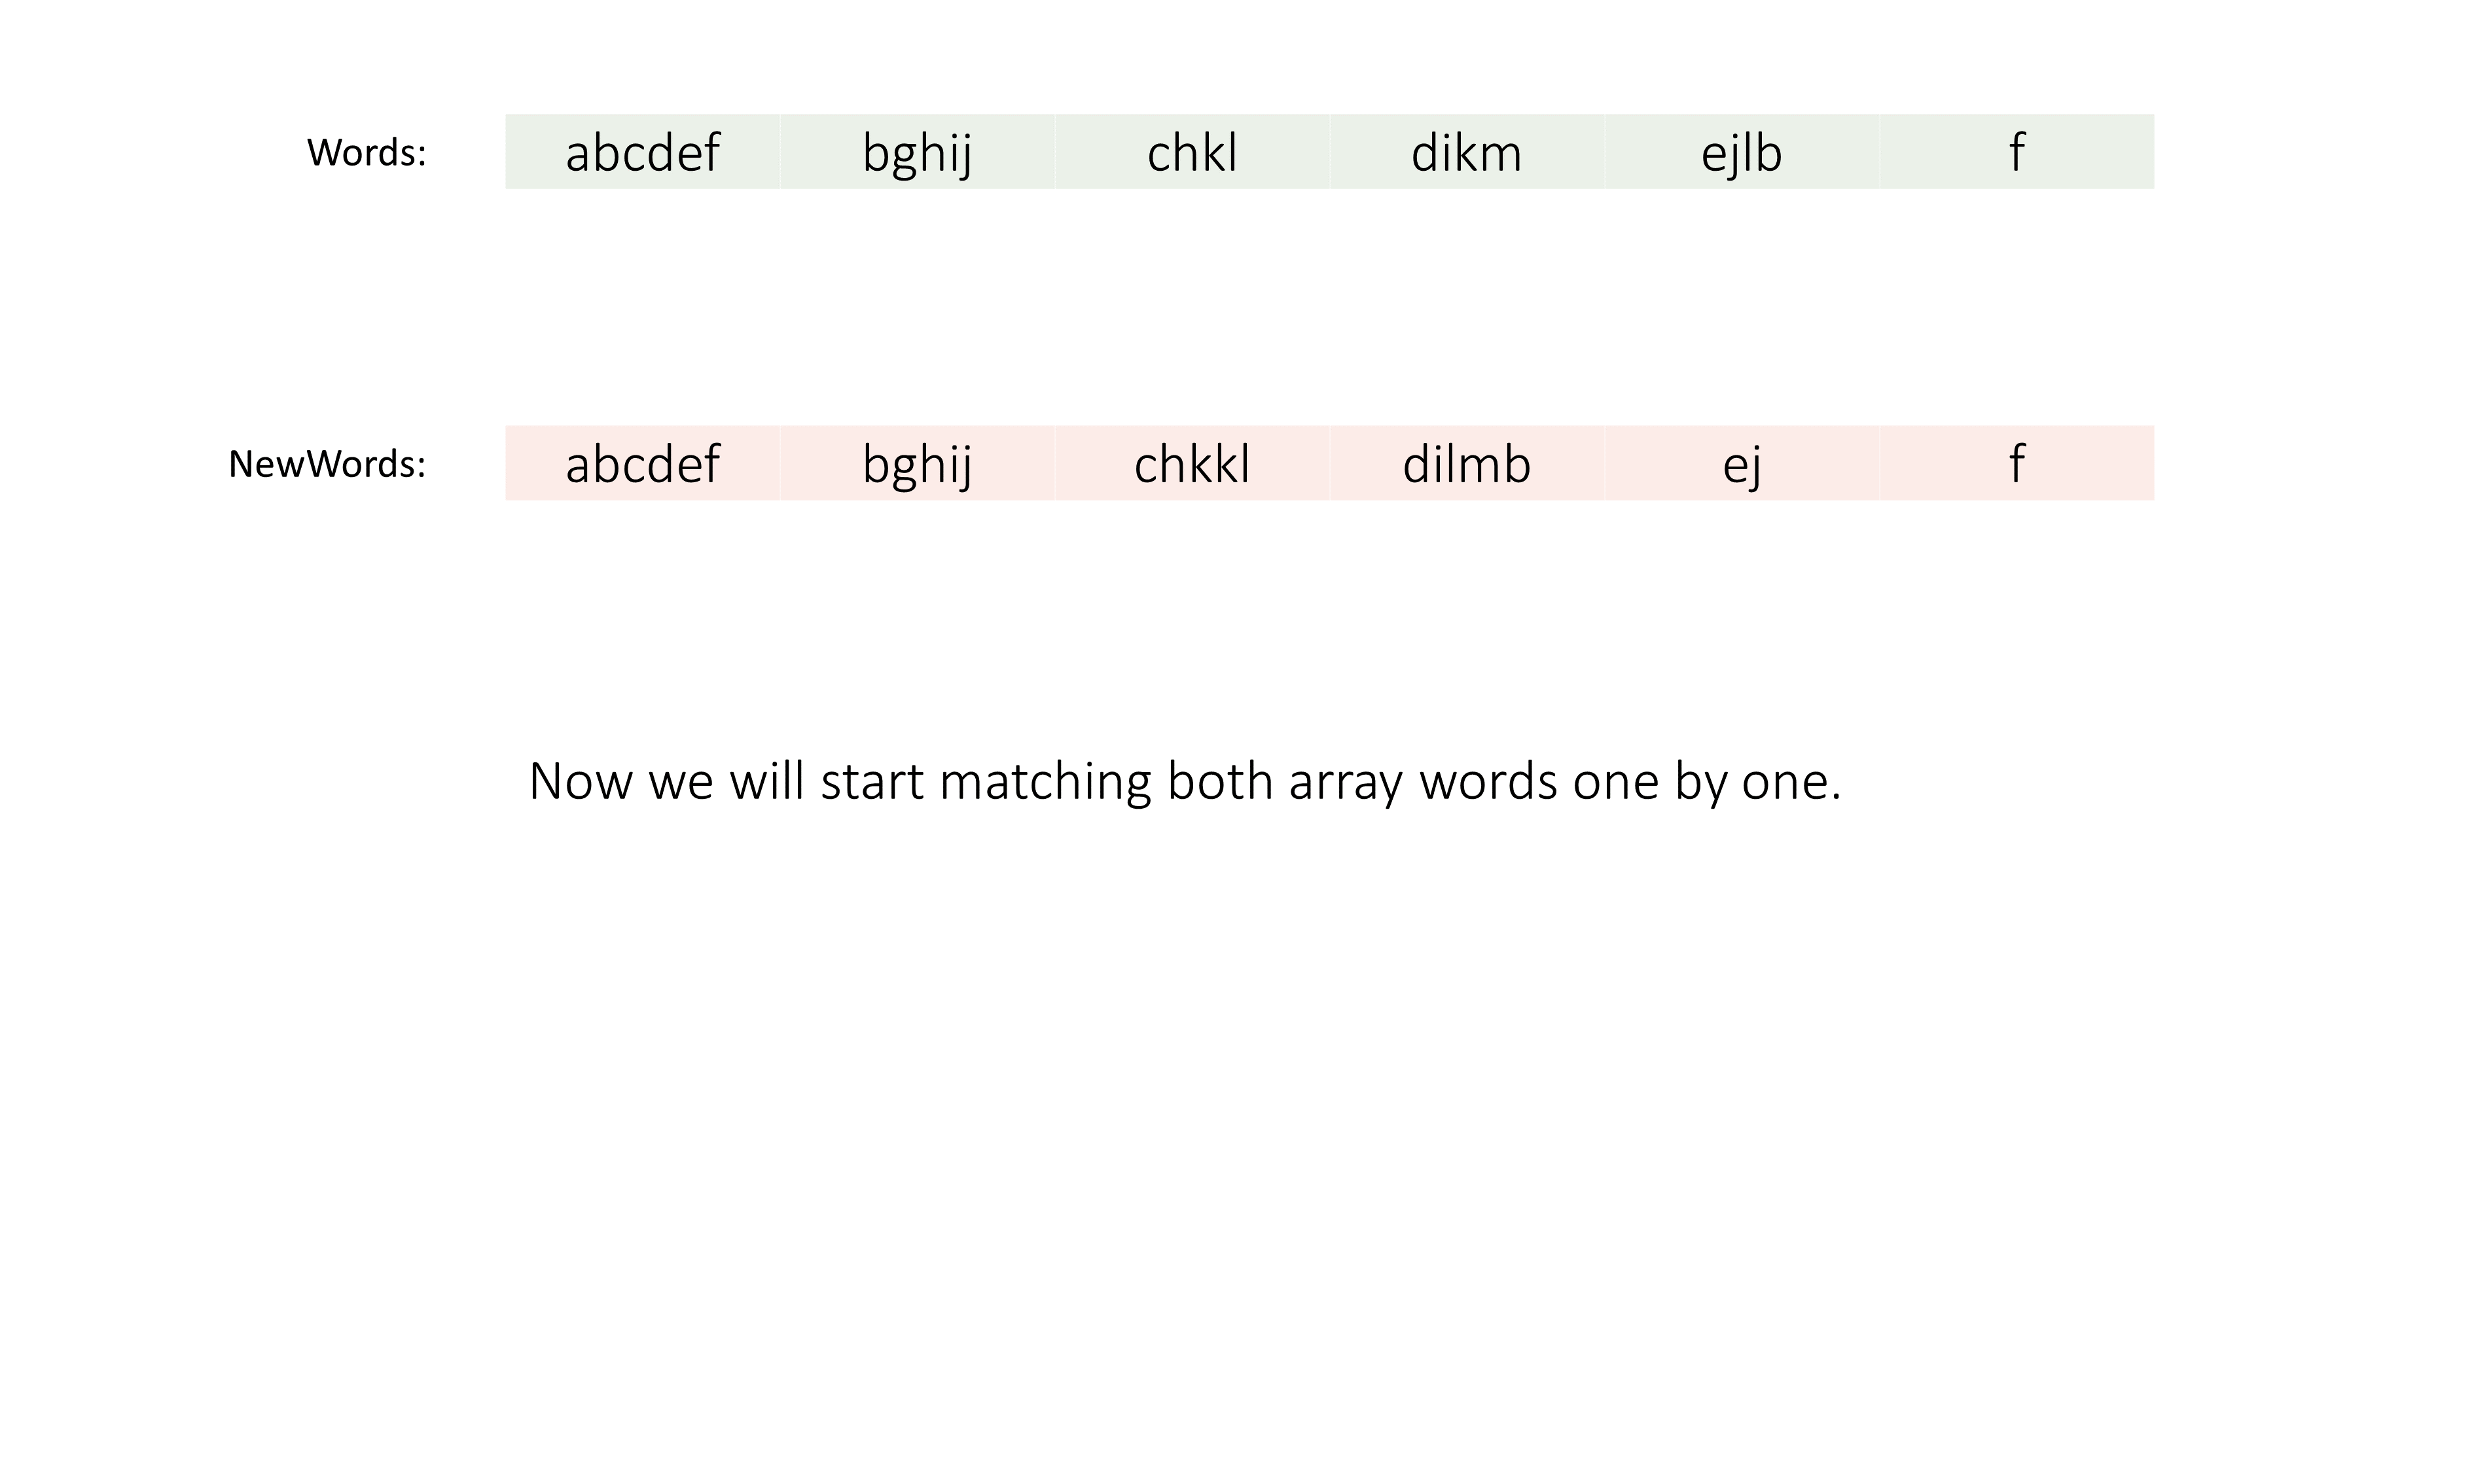 Words: abcdef bghij chkl dikm ejlb f
NewWords: abcdef bghij chkkl dilmb ej f
Now we will start matching both array words one by one.